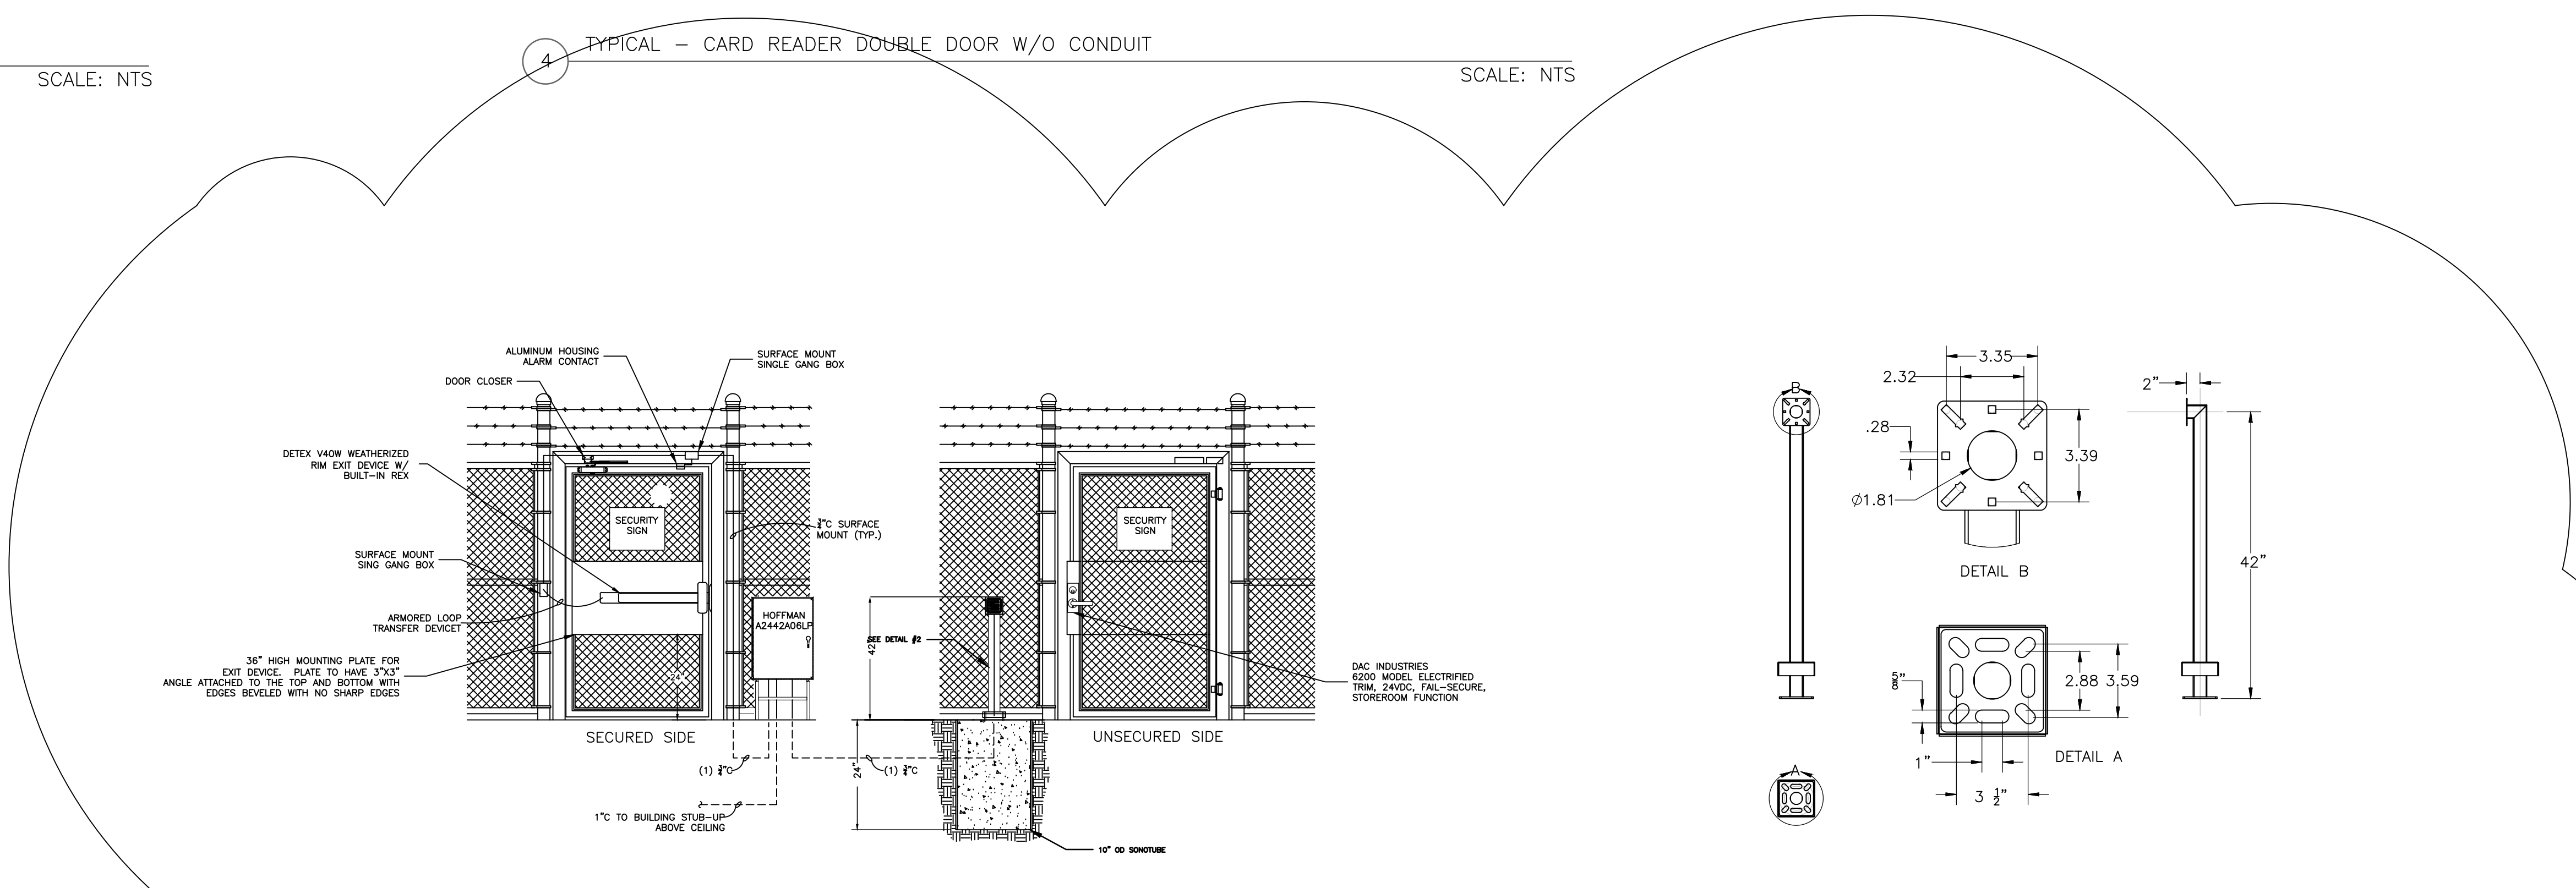 4
TYPICAL - CARD READER DOUBLE DOOR W/O CONDUIT
SCALE: NTS
SCALE: NTS
ALUMINUM HOUSING
ALARM CONTACT
SURFACE MOUNT
SINGLE GANG BOX
DOOR CLOSER
DETEX V40W WEATHERIZED
RIM EXIT DEVICE W/
BUILT-IN REX
SECURITY
SIGN
¾"C SURFACE
MOUNT (TYP.)
SURFACE MOUNT
SING GANG BOX
ARMORED LOOP
TRANSFER DEVICET
HOFFMAN
A2442A06LP
36" HIGH MOUNTING PLATE FOR
EXIT DEVICE. PLATE TO HAVE 3"X3"
ANGLE ATTACHED TO THE TOP AND BOTTOM WITH
EDGES BEVELED WITH NO SHARP EDGES
24"
SECURED SIDE
(1) ¾"C
(1) ¾"C
1"C TO BUILDING STUB-UP
ABOVE CEILING
SECURITY
SIGN
SEE DETAIL #2
42"
24"
DAC INDUSTRIES
6200 MODEL ELECTRIFIED
TRIM, 24VDC, FAIL-SECURE,
STOREROOM FUNCTION
UNSECURED SIDE
10" OD SONOTUBE
B
A
3.35
2.32
.28
3.39
Ø1.81
DETAIL B
2"
42"
⅝"
2.88
3.59
1"
3 ½"
DETAIL A